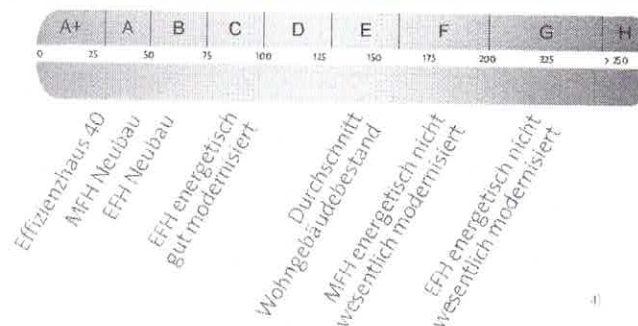 A+ A B C D E F G H
0 25 50 75 100 125 150 175 200 225 >250
Effizienzhaus 40
MFH Neubau
EFH Neubau
EFH energetisch
gut modernisiert
Durchschnitt
Wohngebäudebestand
MFH energetisch nicht
wesentlich modernisiert
EFH energetisch nicht
wesentlich modernisiert
4)